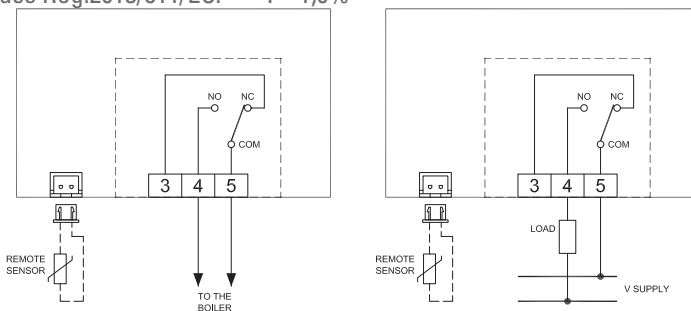 NO NC
COM
3 4 5
REMOTE
SENSOR
TO THE
BOILER
NO NC
COM
3 4 5
LOAD
REMOTE
SENSOR
V SUPPLY